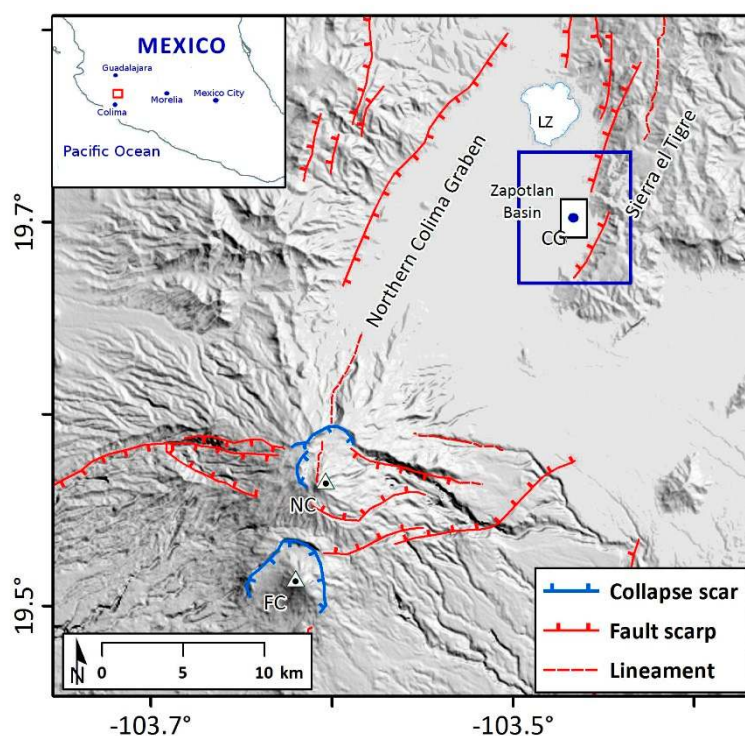 MEXICO
Guadalajara
Colima
Morelia
Mexico City
Pacific Ocean
LZ
Northern Colima Graben
Sierra el Tigre
Zapotlan
Basin
CG
NC
FC
19.7°
19.5°
Collapse scar
Fault scarp
Lineament
N
0 5 10 km
-103.7°
-103.5°